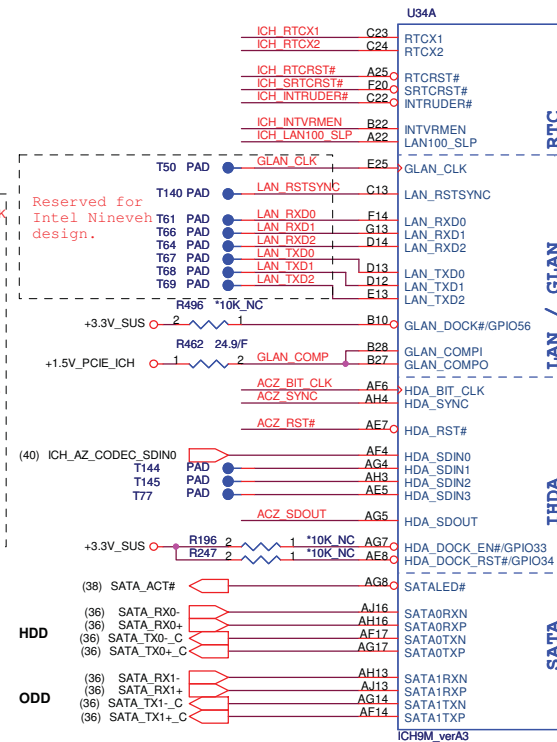 U34A
ICH_RTCX1 C23 RTCX1
ICH_RTCX2 C24 RTCX2
ICH_RTCRST# A25 RTCRST#
ICH_SRTCRST# F20 SRTCRST#
ICH_INTRUDER# C22 INTRUDER#
ICH_INTVRMEN B22 INTVRMEN
ICH_LAN100_SLP A22 LAN100_SLP
RTC
T50 PAD GLAN_CLK E25 GLAN_CLK
T140 PAD LAN_RSTSYNC C13 LAN_RSTSYNC
Reserved for
Intel Nineveh
design.
T61 PAD LAN_RXD0 F14 LAN_RXD0
T66 PAD LAN_RXD1 G13 LAN_RXD1
T64 PAD LAN_RXD2 D14 LAN_RXD2
T67 PAD LAN_TXD0 D13 LAN_TXD0
T68 PAD LAN_TXD1 D12 LAN_TXD1
T69 PAD LAN_TXD2 E13 LAN_TXD2
LAN / GLAN
R496 *10K_NC
+3.3V_SUS 2 1 B10 GLAN_DOCK#/GPIO56
R462 24.9/F
+1.5V_PCIE_ICH 1 2 GLAN_COMP B28 GLAN_COMPI
B27 GLAN_COMPO
ACZ_BIT_CLK AF6 HDA_BIT_CLK
ACZ_SYNC AH4 HDA_SYNC
ACZ_RST# AE7 HDA_RST#
(40) ICH_AZ_CODEC_SDIN0 AF4 HDA_SDIN0
T144 PAD AG4 HDA_SDIN1
T145 PAD AH3 HDA_SDIN2
T77 PAD AE5 HDA_SDIN3
IHDA
ACZ_SDOUT AG5 HDA_SDOUT
+3.3V_SUS R196 2 1 *10K_NC AG7 HDA_DOCK_EN#/GPIO33
R247 2 1 *10K_NC AE8 HDA_DOCK_RST#/GPIO34
(38) SATA_ACT# AG8 SATALED#
HDD
(36) SATA_RX0- AJ16 SATA0RXN
(36) SATA_RX0+ AH16 SATA0RXP
(36) SATA_TX0-_C AF17 SATA0TXN
(36) SATA_TX0+_C AG17 SATA0TXP
SATA
ODD
(36) SATA_RX1- AH13 SATA1RXN
(36) SATA_RX1+ AJ13 SATA1RXP
(36) SATA_TX1-_C AG14 SATA1TXN
(36) SATA_TX1+_C AF14 SATA1TXP
ICH9M_verA3